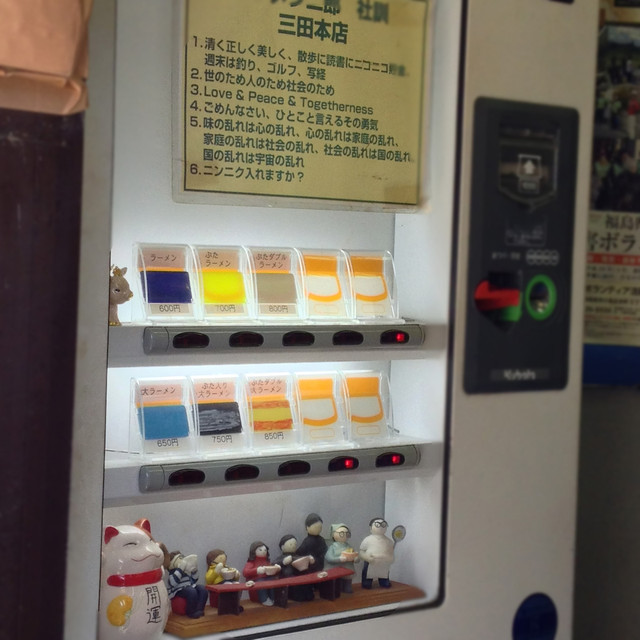 社訓
三田本店
1.清く正しく美しく、散歩に読書にニコニコ
週末は釣り、ゴルフ、写経
2.世のため人のため社会のため
3.Love & Peace & Togetherness
4.ごめんなさい、ひとこと言えるその勇気
5.味の乱れは心の乱れ、心の乱れは家庭の乱れ、
家庭の乱れは社会の乱れ、社会の乱れは国の乱れ、
国の乱れは宇宙の乱れ
6.ニンニク入れますか?
ラーメン
600円
ぶた
ラーメン
700円
ぶたダブル
ラーメン
800円
大ラーメン
650円
ぶた入り
大ラーメン
750円
ぶたダブル
大ラーメン
850円
Kubota
開運
福島